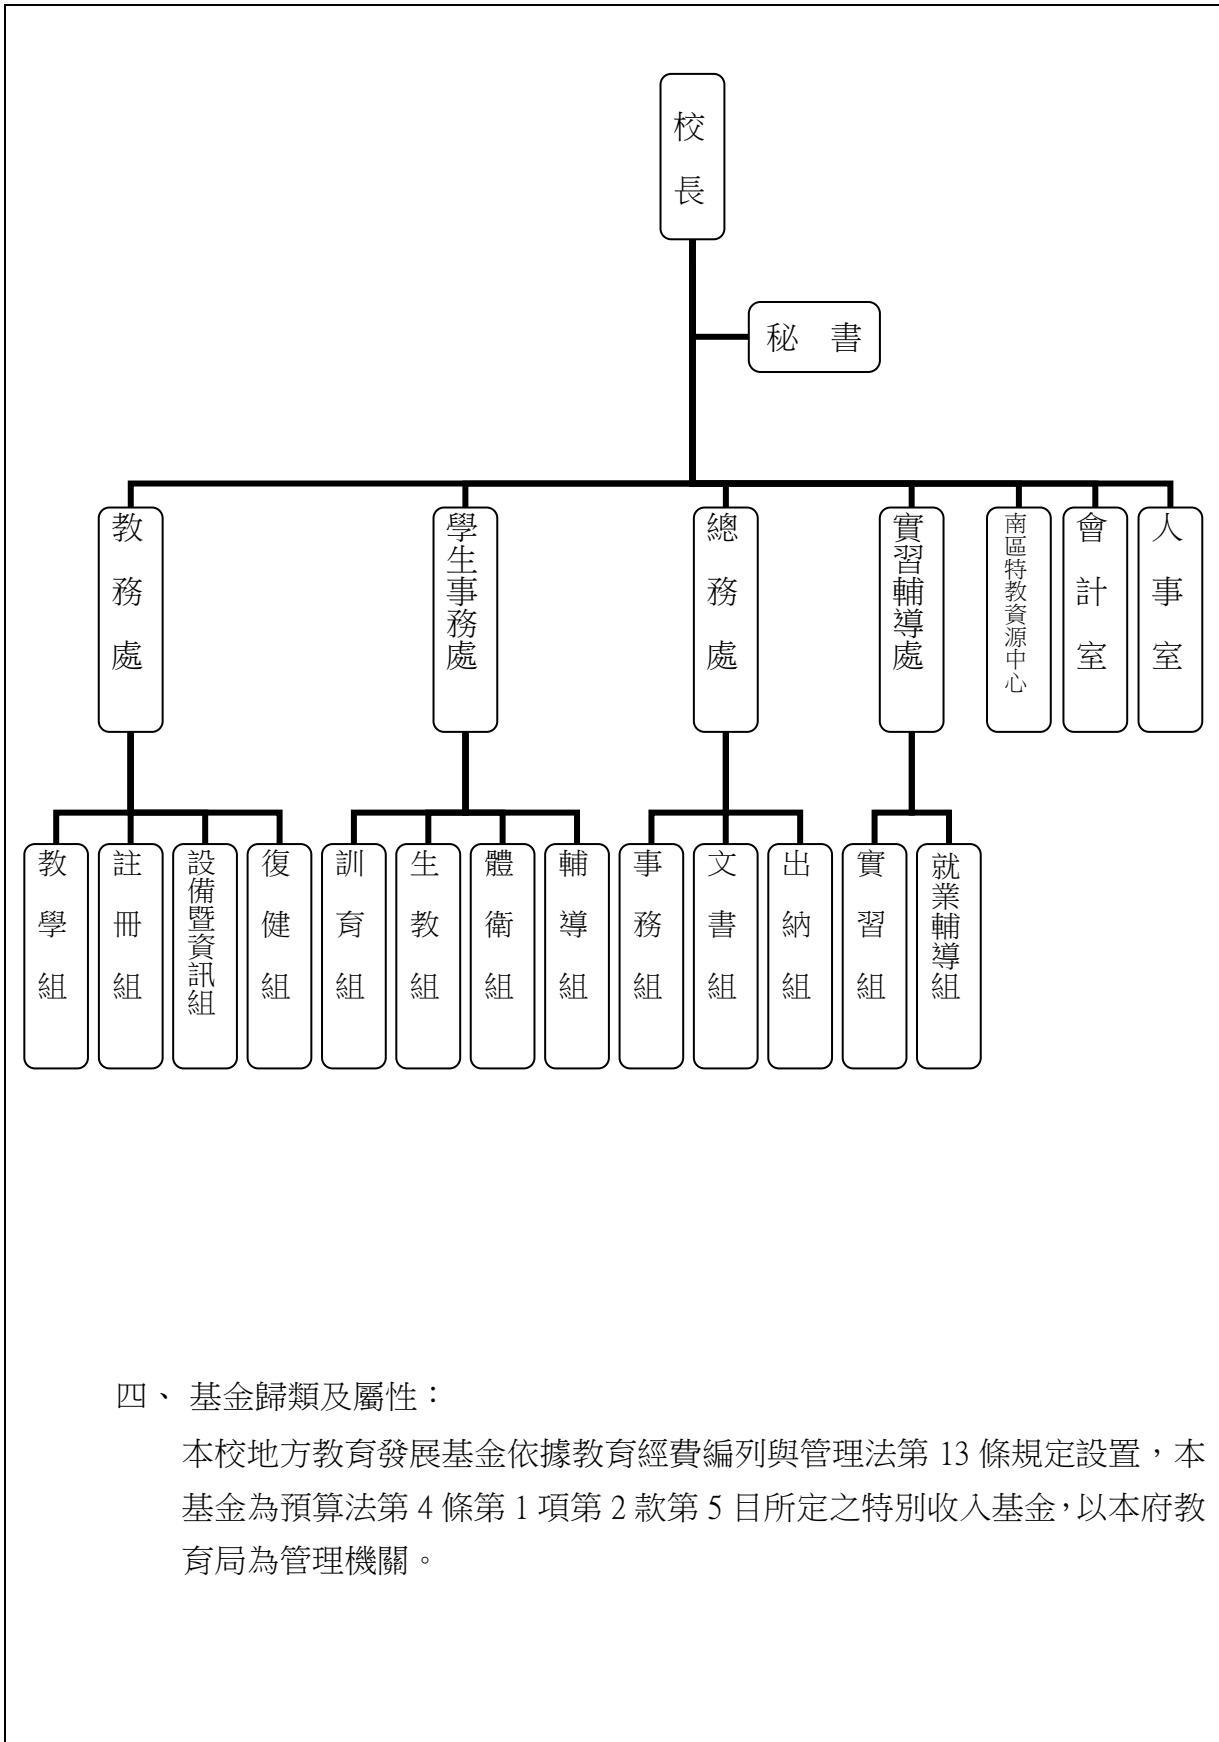 校長
秘 書
教務處
學生事務處
總務處
實習輔導處
南區特教資源中心
會計室
人事室
教學組
註冊組
設備暨資訊組
復健組
訓育組
生教組
體衛組
輔導組
事務組
文書組
出納組
實習組
就業輔導組
四、 基金歸類及屬性：
本校地方教育發展基金依據教育經費編列與管理法第 13 條規定設置，本
基金為預算法第 4 條第 1 項第 2 款第 5 目所定之特別收入基金，以本府教
育局為管理機關。